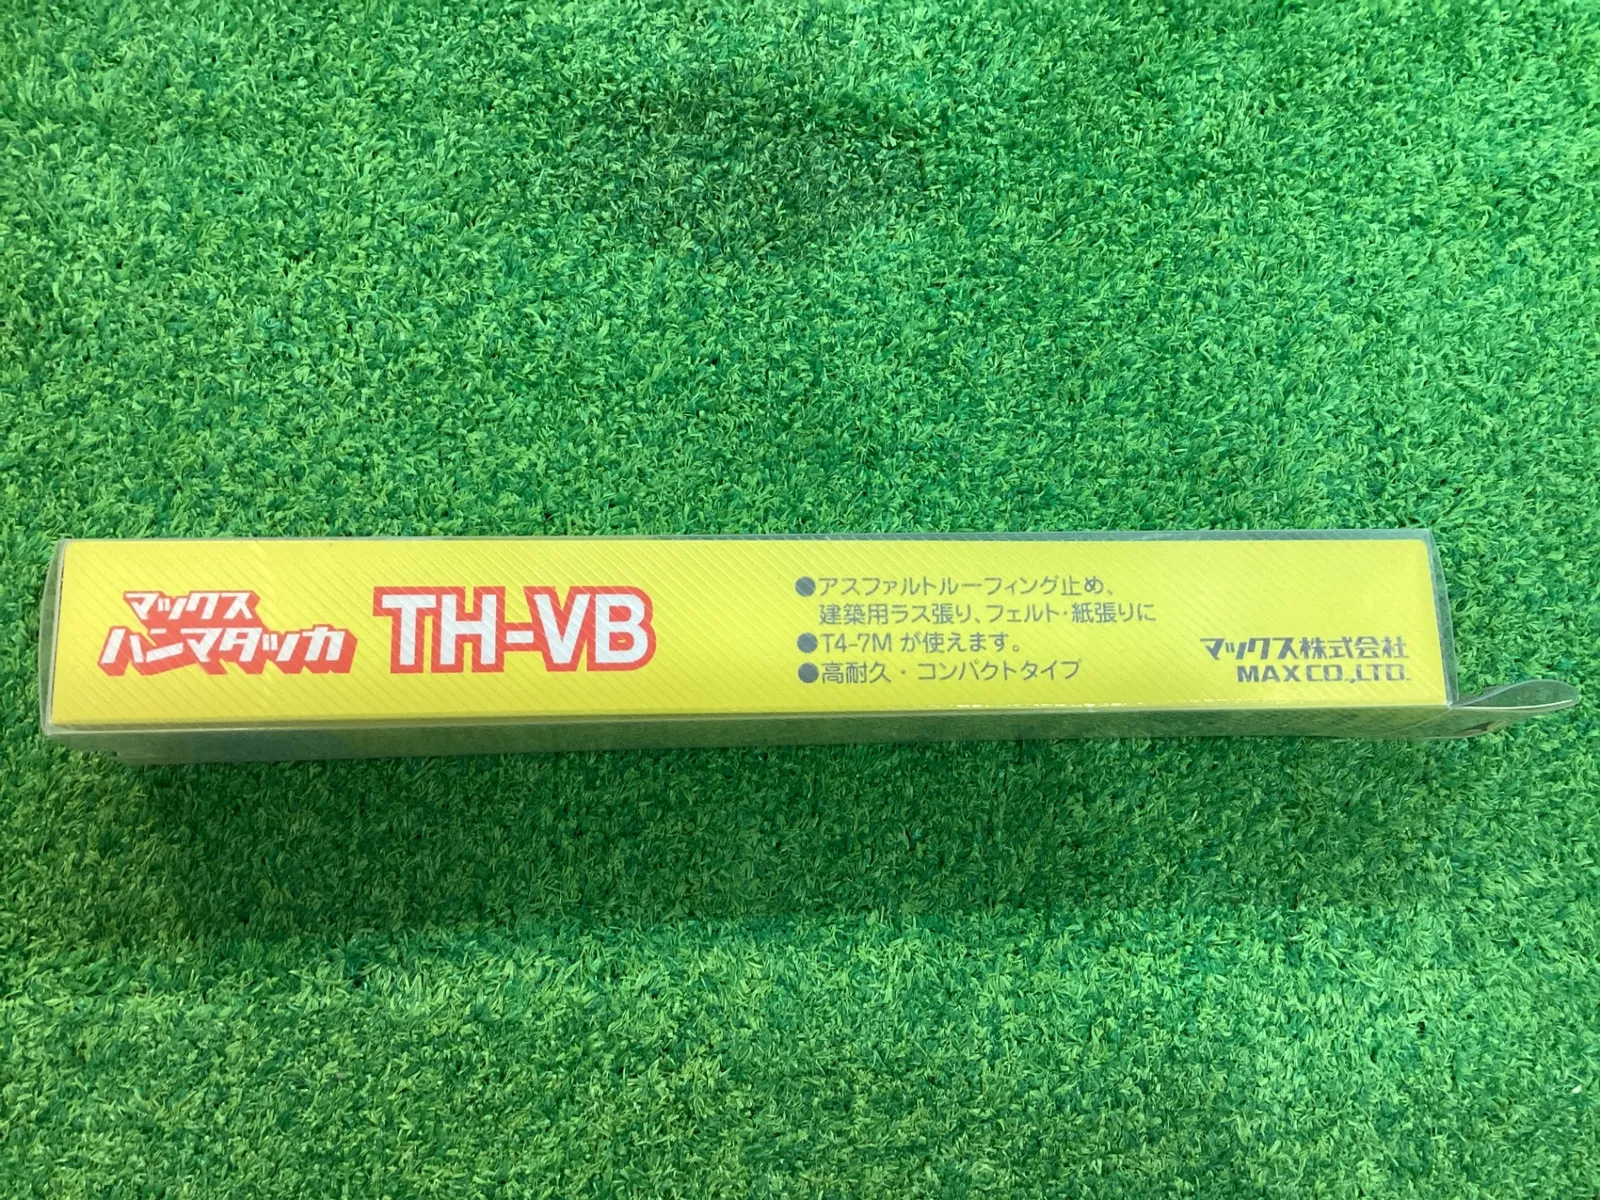 マックス
ハンマタッカ
TH-VB
●アスファルトルーフィング止め、
建築用ラス張り、フェルト・紙張りに
●T4-7M が使えます。
●高耐久・コンパクトタイプ
マックス株式会社
MAX CO.,LTD.